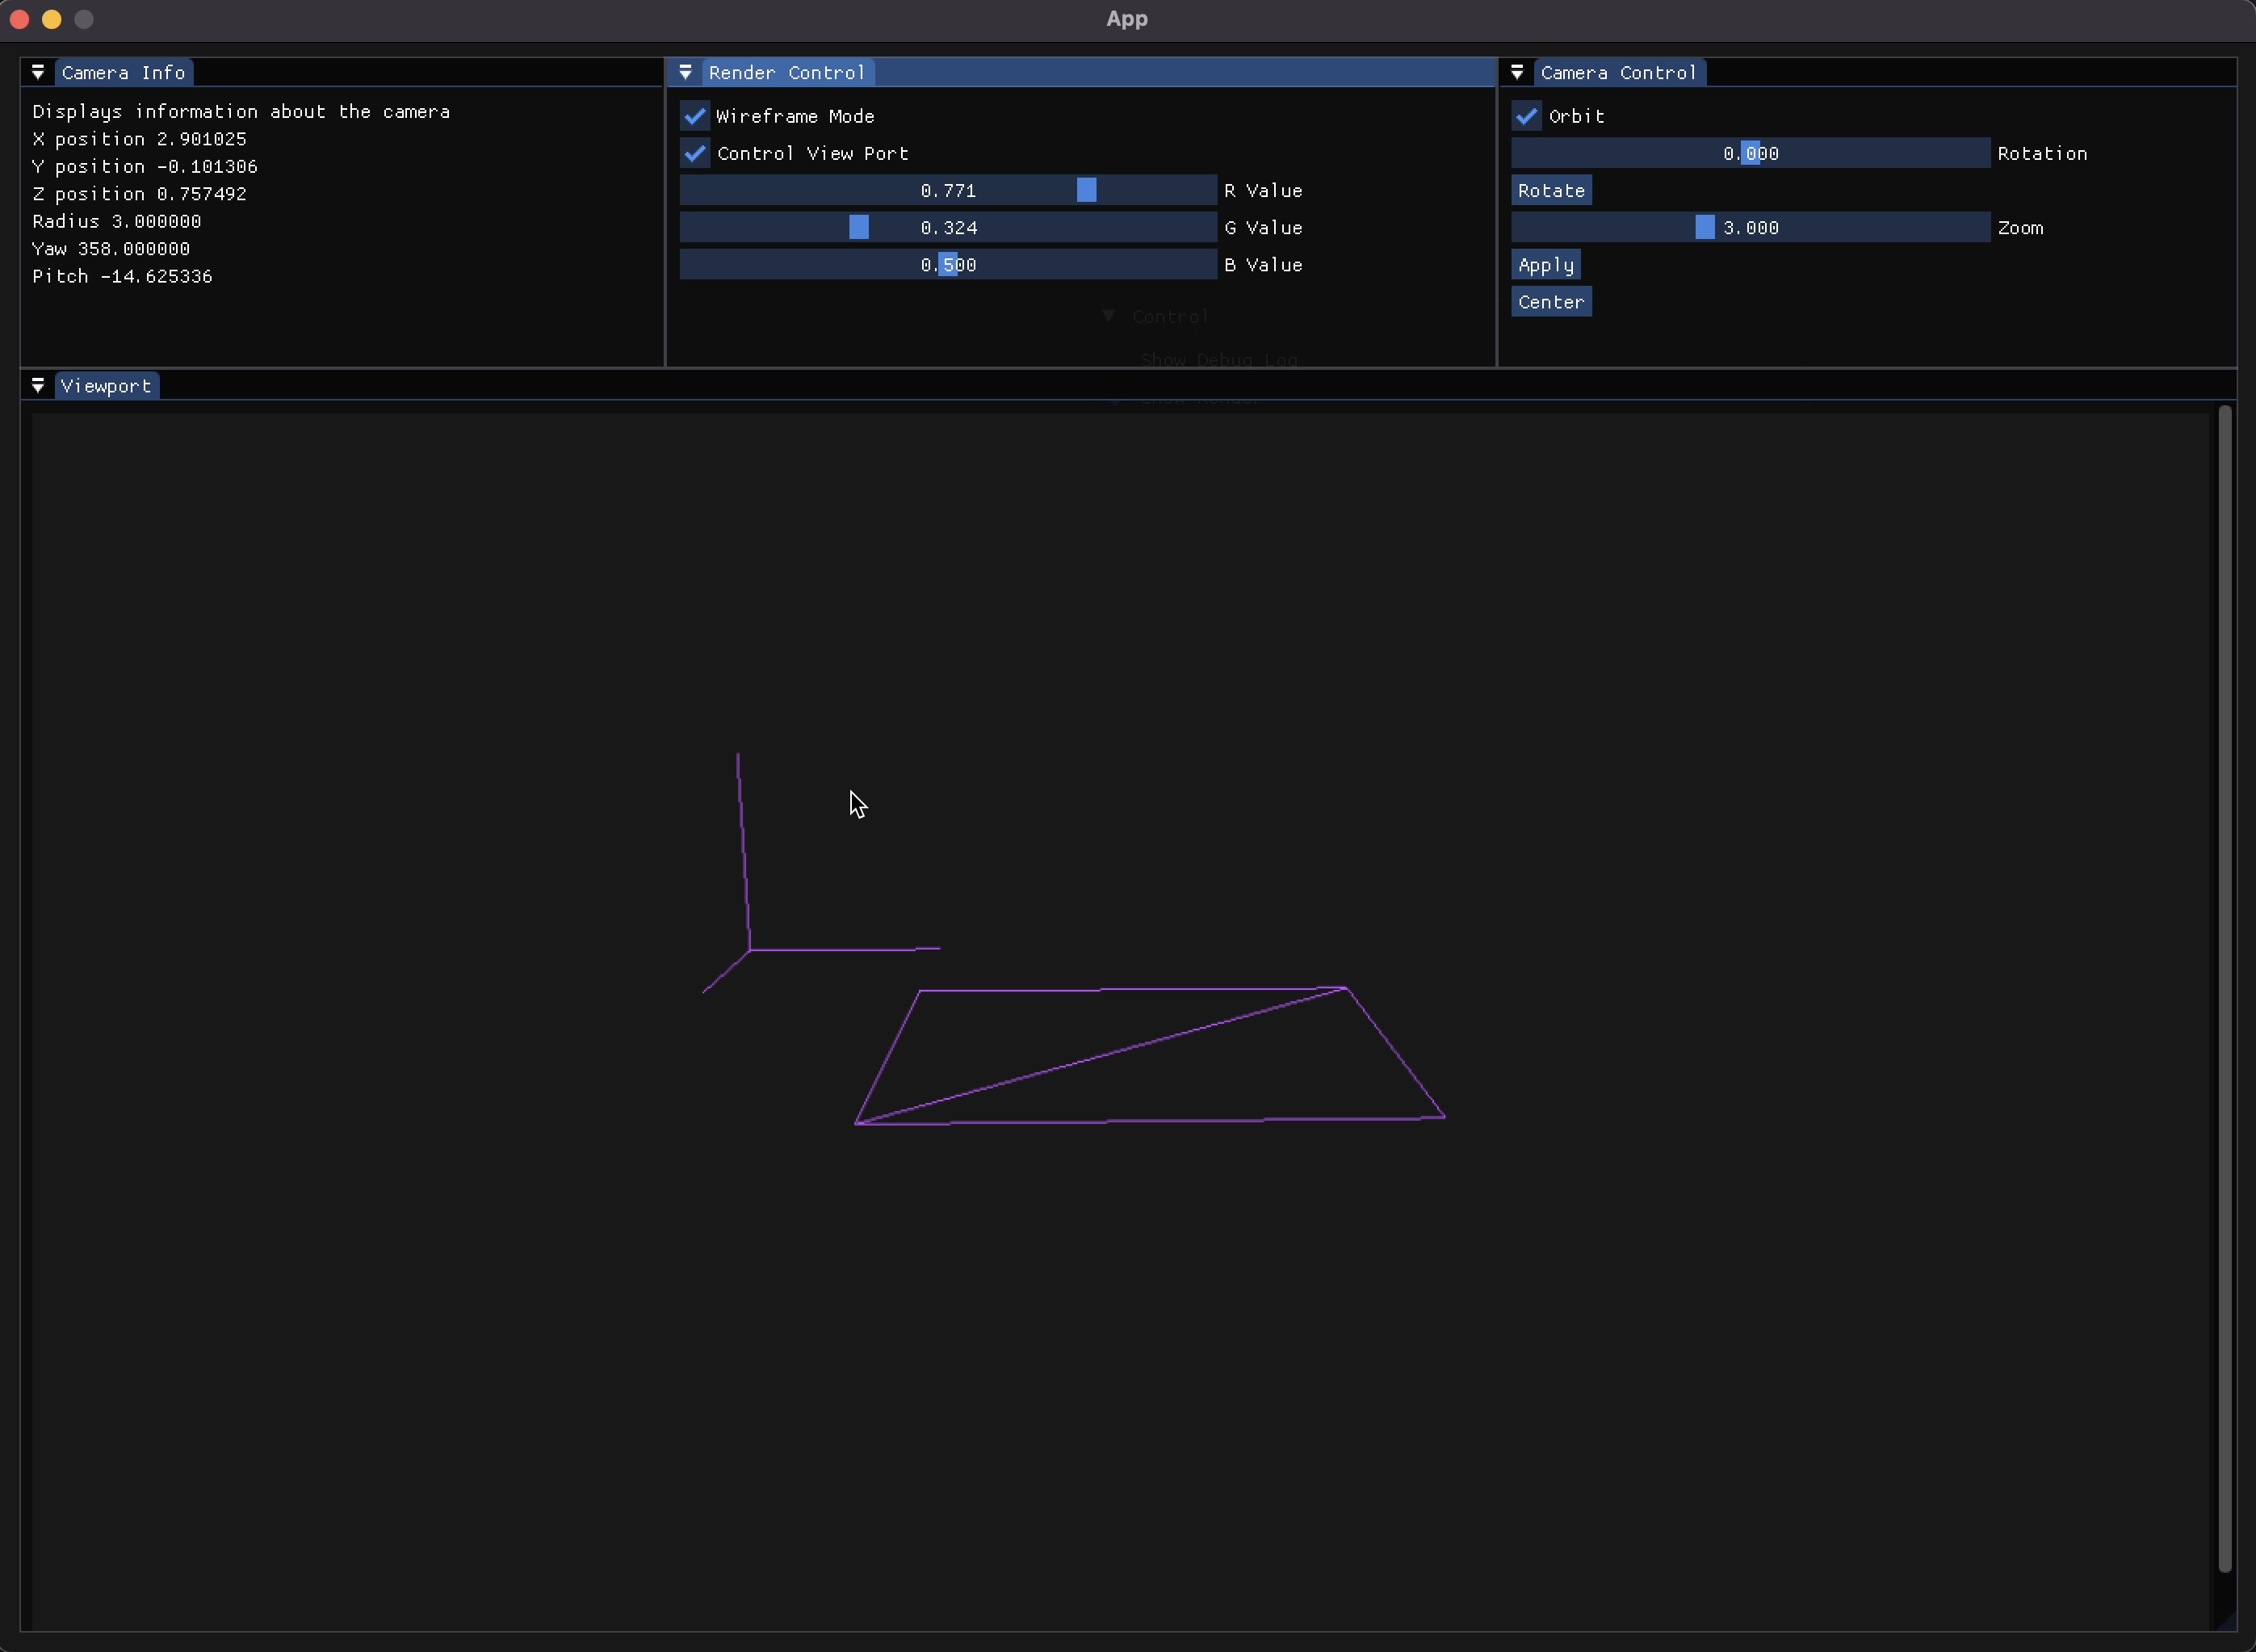 App
Camera Info
Displays information about the camera
X position 2.901025
Y position -0.101306
Z position 0.757492
Radius 3.000000
Yaw 358.000000
Pitch -14.625336
Render Control
Wireframe Mode
Control View Port
0.771 R Value
0.324 G Value
0.500 B Value
Control
Show Debug Log
Show Render
Camera Control
Orbit
0.000 Rotation
Rotate
3.000 Zoom
Apply
Center
Viewport